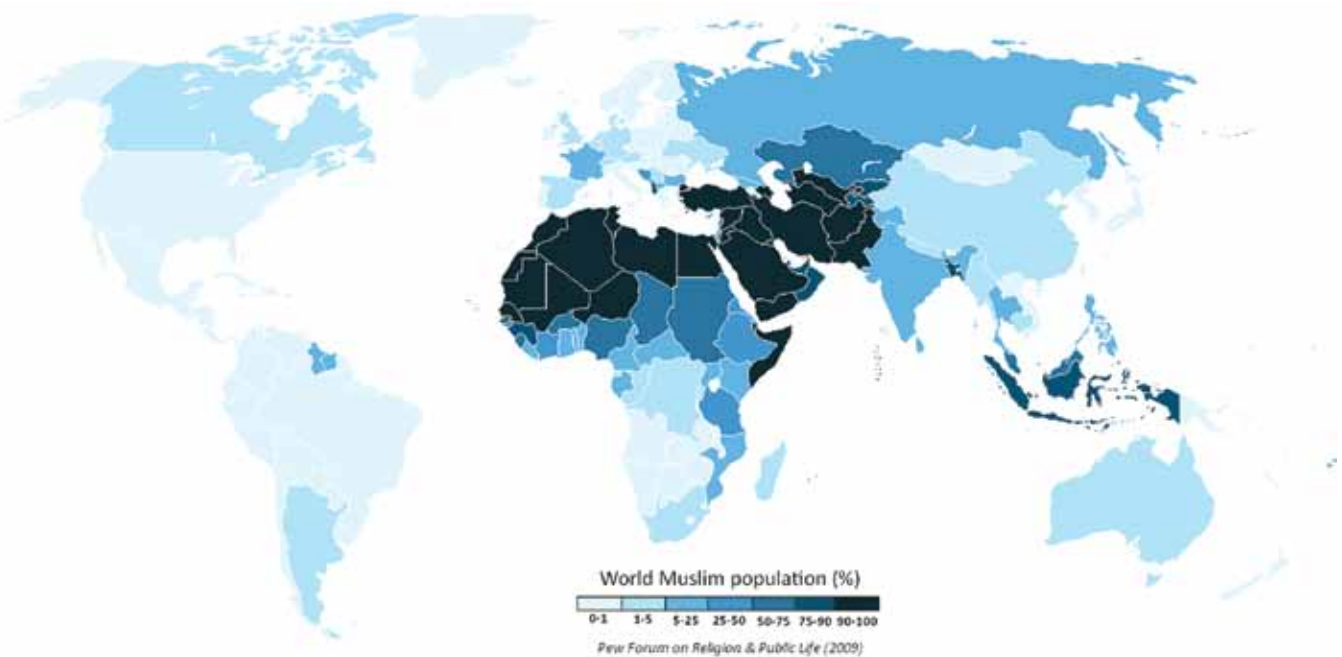 World Muslim population (%)
0-1 1-5 5-25 25-50 50-75 75-90 90-100
Pew Forum on Religion & Public Life (2009)